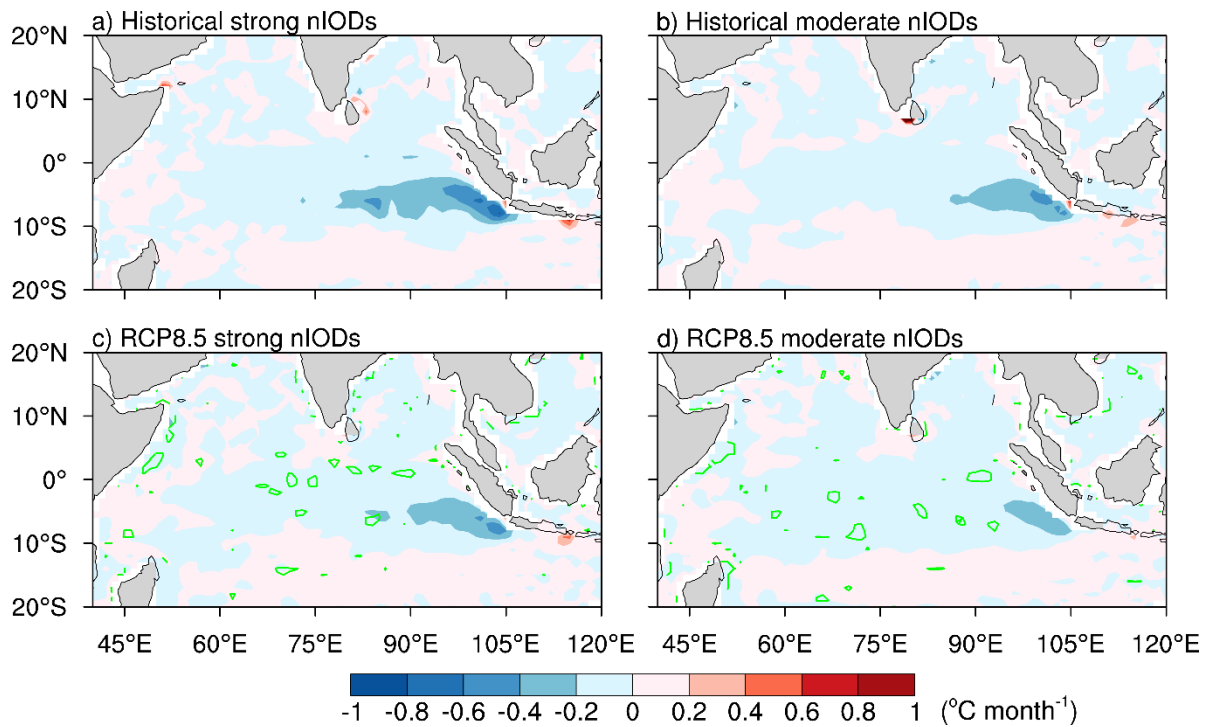 a) Historical strong nIODs
b) Historical moderate nIODs
20°N
10°N
0°
10°S
20°S
c) RCP8.5 strong nIODs
d) RCP8.5 moderate nIODs
20°N
10°N
0°
10°S
20°S
45°E 60°E 75°E 90°E 105°E 120°E
45°E 60°E 75°E 90°E 105°E 120°E
-1 -0.8 -0.6 -0.4 -0.2 0 0.2 0.4 0.6 0.8 1 (°C month⁻¹)